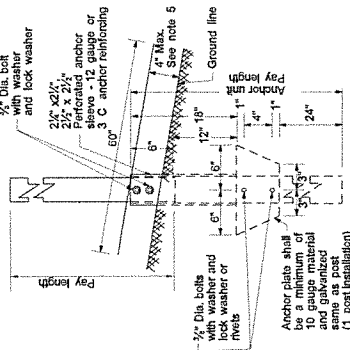 ⅜" Dia. bolt
with washer
and lock washer
2¼" x2¼"
2½" x 2½"
Perforated anchor
sleeve - 12 gauge or
C anchor reinforcing
60"
4" Max.
See note 5
Ground line
Anchor unit
Pay length
18"
12"
6"
1"
4"
1"
24"
6"
6"
3"
3"
Pay length
⅜" Dia. bolts
with washer and
lock washer or
rivets
Anchor plate shall
be a minimum of
10 gauge material
and galvanized
same as post
(1 post installation)